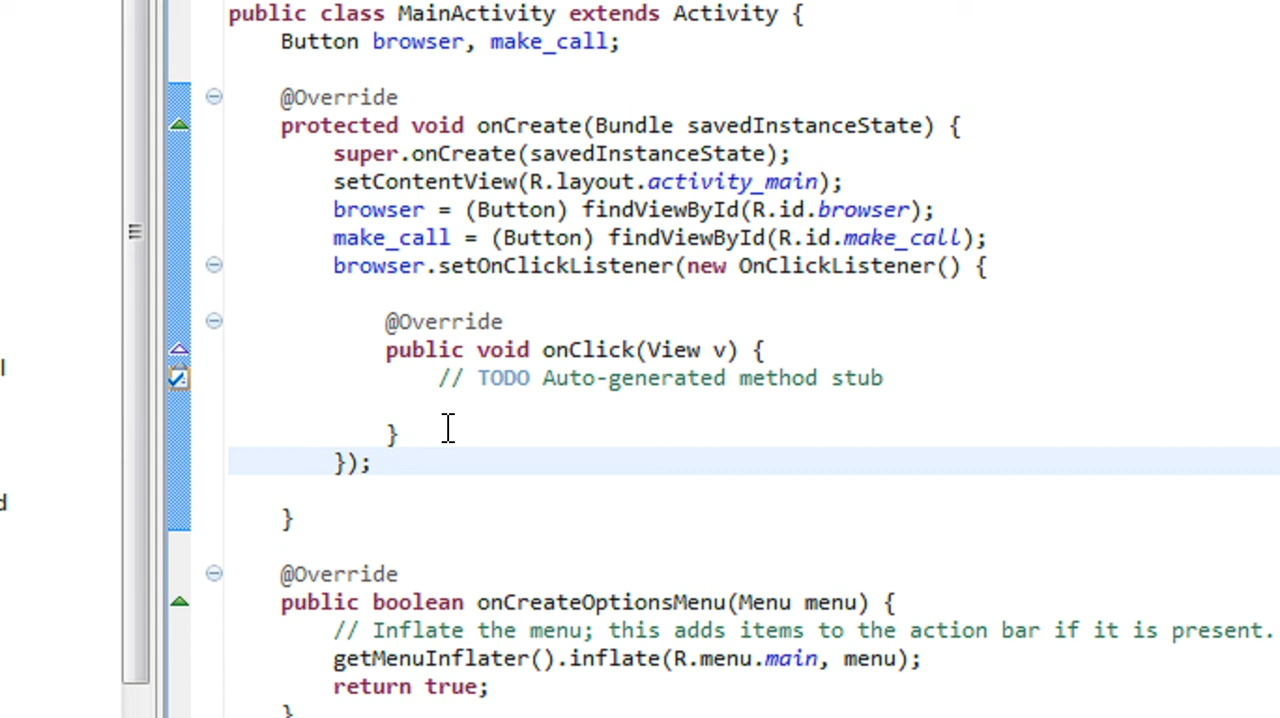 public class MainActivity extends Activity {
Button browser, make_call;
@Override
protected void onCreate(Bundle savedInstanceState) {
super.onCreate(savedInstanceState);
setContentView(R.layout.activity_main);
browser = (Button) findViewById(R.id.browser);
make_call = (Button) findViewById(R.id.make_call);
browser.setOnClickListener(new OnClickListener() {
@Override
public void onClick(View v) {
// TODO Auto-generated method stub
}
});
}
@Override
public boolean onCreateOptionsMenu(Menu menu) {
// Inflate the menu; this adds items to the action bar if it is present.
getMenuInflater().inflate(R.menu.main, menu);
return true;
}